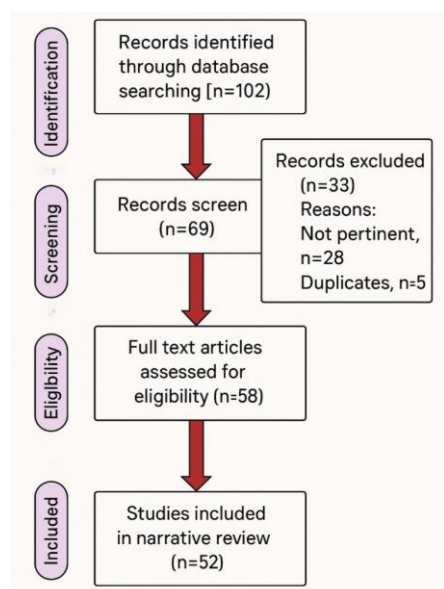 Identification
Records identified
through database
searching [n=102)
Screening
Records screen
(n=69)
Records excluded
(n=33)
Reasons:
Not pertinent,
n=28
Duplicates, n=5
Eliglbility
Full text articles
assessed for
eligibility (n=58)
Included
Studies included
in narrative review
(n=52)